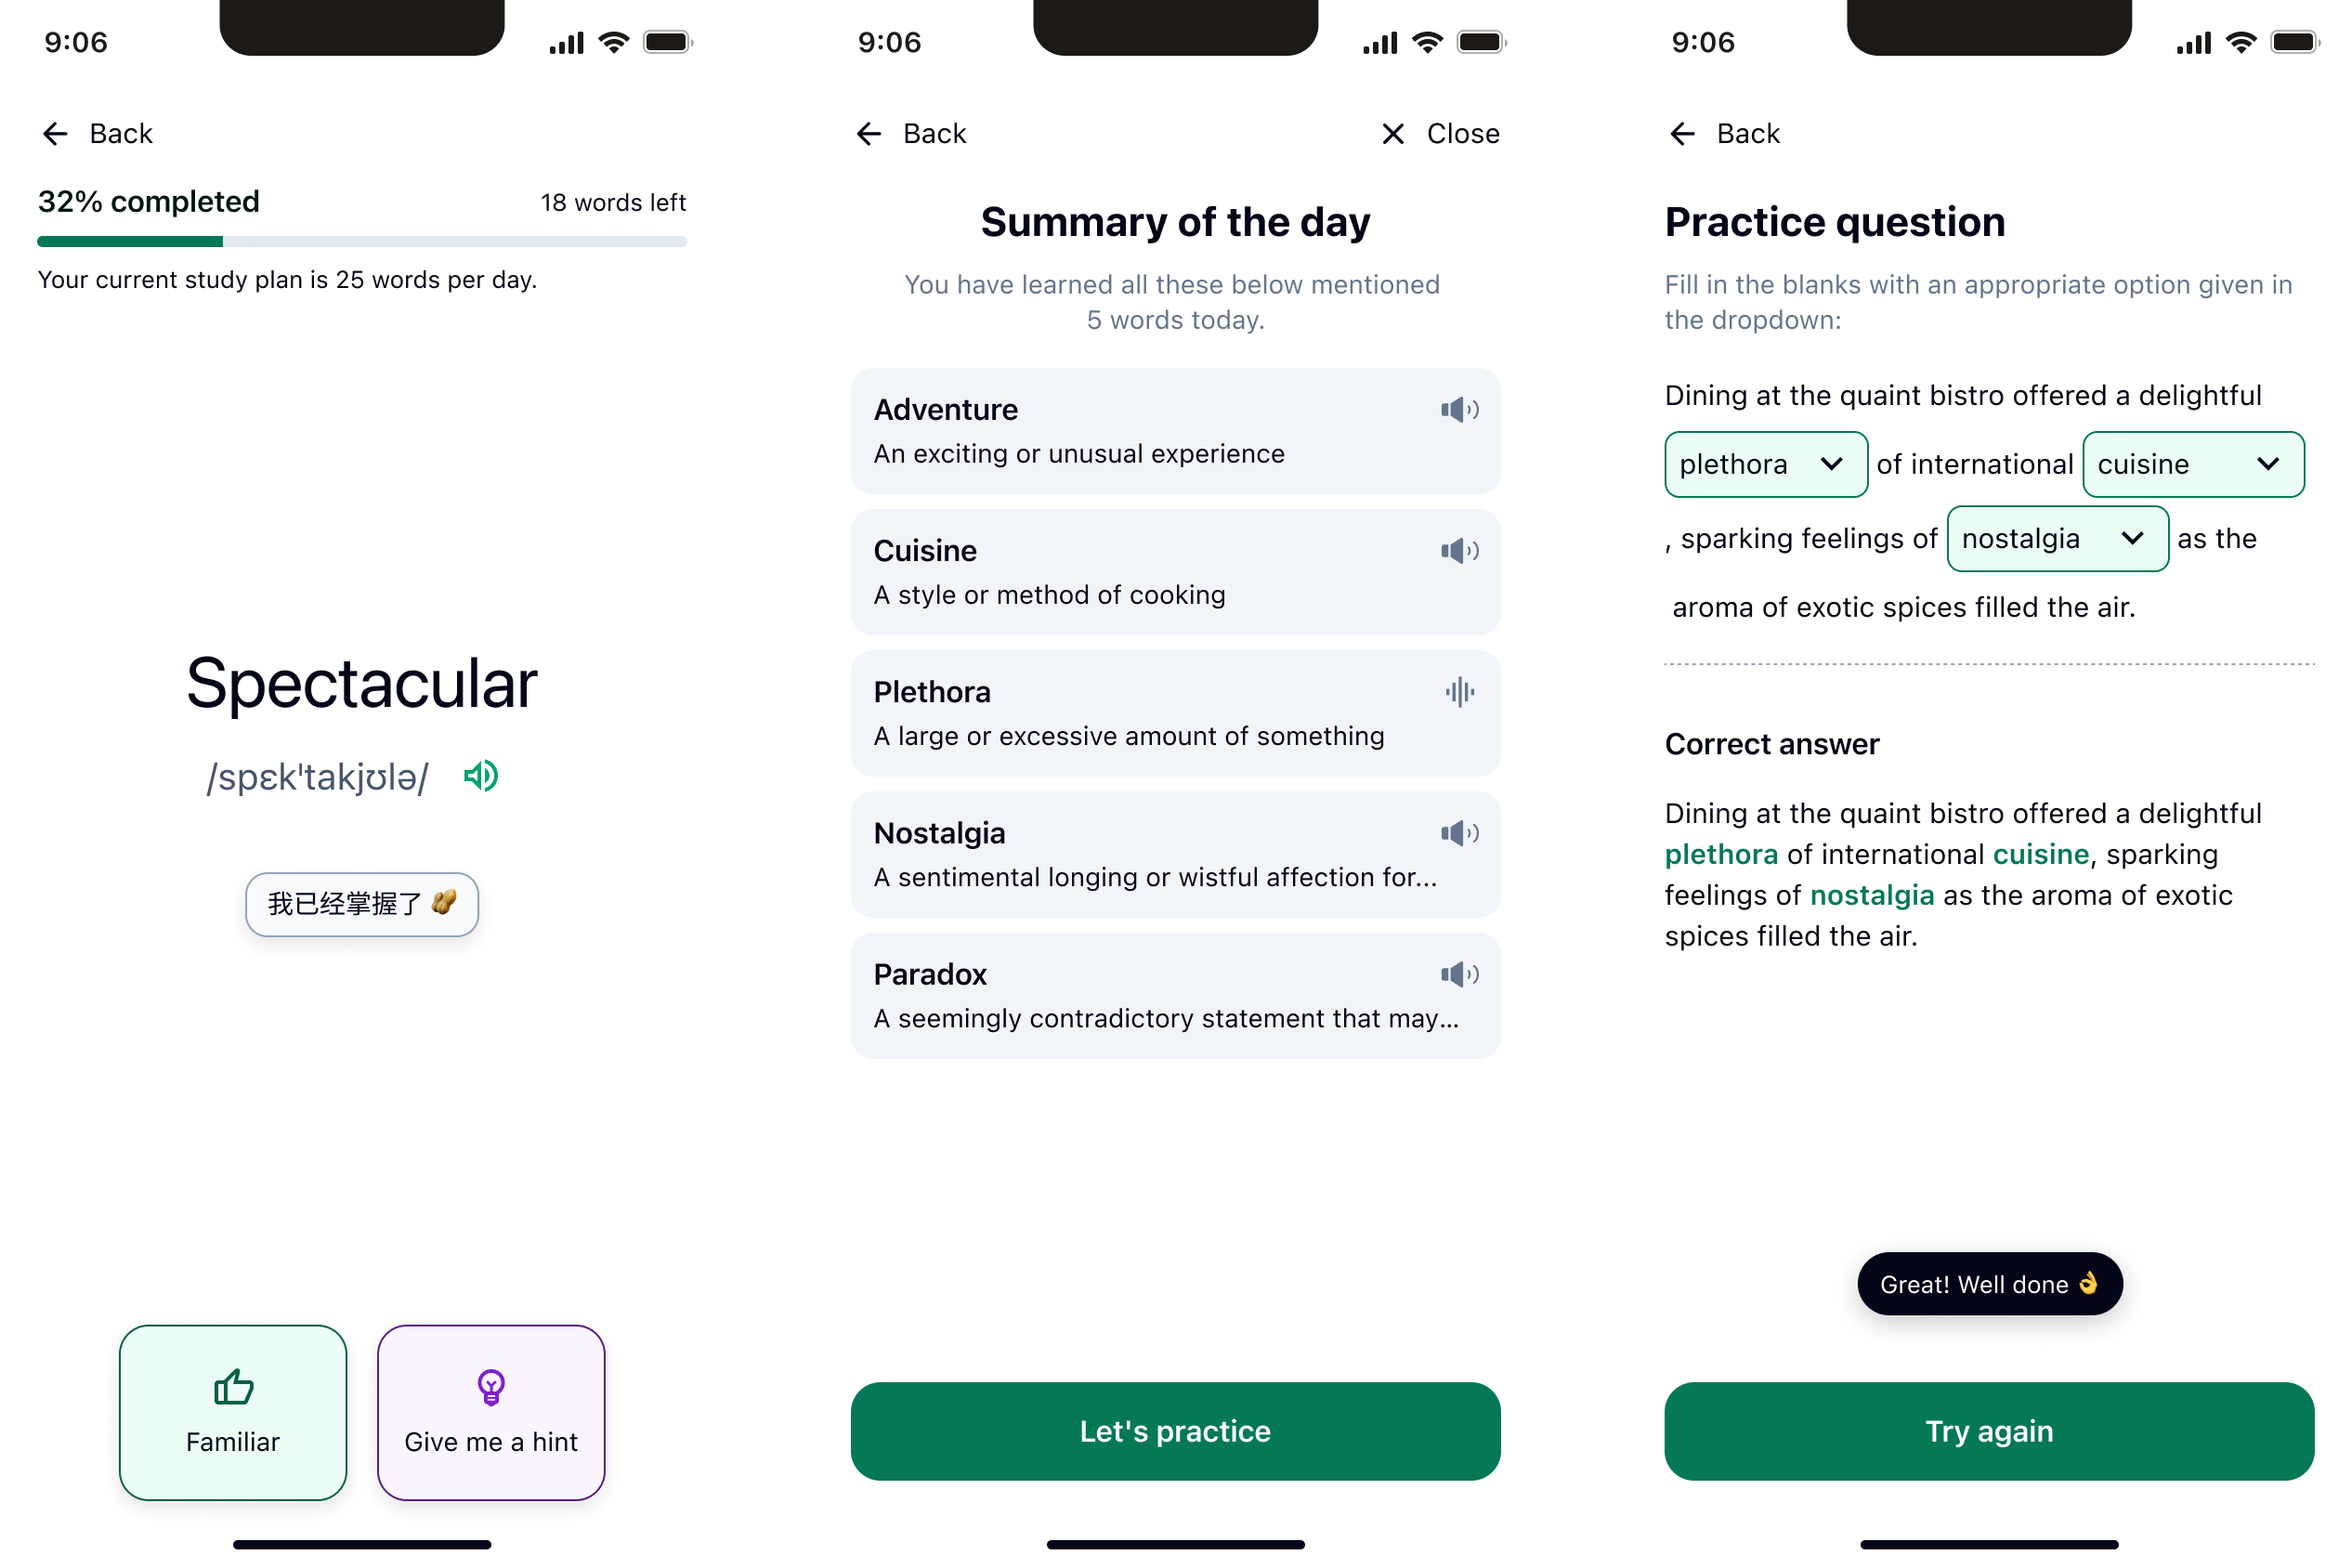 9:06
Back
32% completed
18 words left
Your current study plan is 25 words per day.
Spectacular
/spɛkˈtakjʊlə/
我已经掌握了 🥜
Familiar
Give me a hint
9:06
Back
Close
Summary of the day
You have learned all these below mentioned
5 words today.
Adventure
An exciting or unusual experience
Cuisine
A style or method of cooking
Plethora
A large or excessive amount of something
Nostalgia
A sentimental longing or wistful affection for...
Paradox
A seemingly contradictory statement that may...
Let's practice
9:06
Back
Practice question
Fill in the blanks with an appropriate option given in
the dropdown:
Dining at the quaint bistro offered a delightful
plethora of international cuisine
, sparking feelings of nostalgia as the
aroma of exotic spices filled the air.
Correct answer
Dining at the quaint bistro offered a delightful
plethora of international cuisine, sparking
feelings of nostalgia as the aroma of exotic
spices filled the air.
Great! Well done 👌
Try again